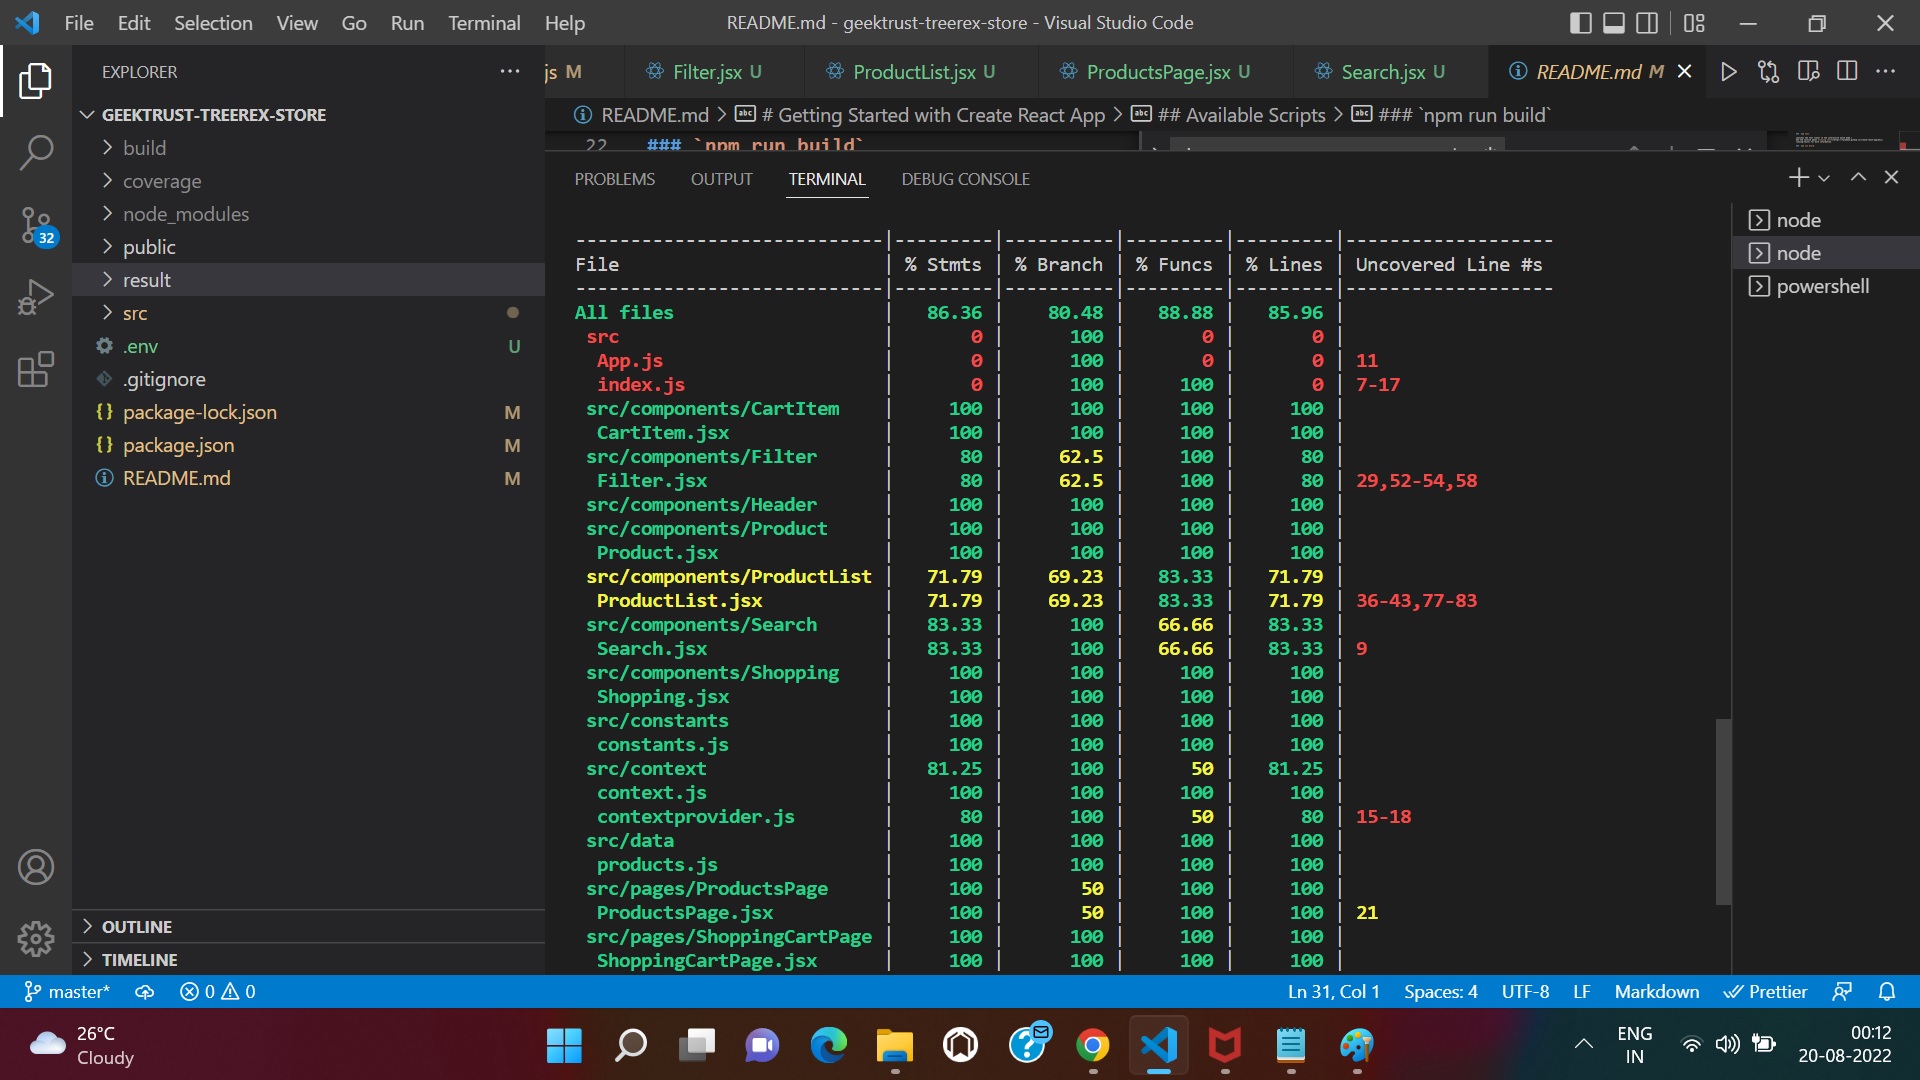 File Edit Selection View Go Run Terminal Help README.md - geektrust-treerex-store - Visual Studio Code
EXPLORER
js M Filter.jsx U ProductList.jsx U ProductsPage.jsx U Search.jsx U README.md M
GEEKTRUST-TREEREX-STORE
README.md > # Getting Started with Create React App > ## Available Scripts > ### `npm run build`
22 ### `npm run build`
build
coverage
node_modules
public
result
src
.env U
.gitignore
package-lock.json M
package.json M
README.md M
OUTLINE
TIMELINE
32
PROBLEMS OUTPUT TERMINAL DEBUG CONSOLE
node
node
powershell
----------------------------|---------|----------|---------|---------|-------------------
File | % Stmts | % Branch | % Funcs | % Lines | Uncovered Line #s
----------------------------|---------|----------|---------|---------|-------------------
All files | 86.36 | 80.48 | 88.88 | 85.96 |
src | 0 | 100 | 0 | 0 |
App.js | 0 | 100 | 0 | 0 | 11
index.js | 0 | 100 | 100 | 0 | 7-17
src/components/CartItem | 100 | 100 | 100 | 100 |
CartItem.jsx | 100 | 100 | 100 | 100 |
src/components/Filter | 80 | 62.5 | 100 | 80 |
Filter.jsx | 80 | 62.5 | 100 | 80 | 29,52-54,58
src/components/Header | 100 | 100 | 100 | 100 |
src/components/Product | 100 | 100 | 100 | 100 |
Product.jsx | 100 | 100 | 100 | 100 |
src/components/ProductList | 71.79 | 69.23 | 83.33 | 71.79 |
ProductList.jsx | 71.79 | 69.23 | 83.33 | 71.79 | 36-43,77-83
src/components/Search | 83.33 | 100 | 66.66 | 83.33 |
Search.jsx | 83.33 | 100 | 66.66 | 83.33 | 9
src/components/Shopping | 100 | 100 | 100 | 100 |
Shopping.jsx | 100 | 100 | 100 | 100 |
src/constants | 100 | 100 | 100 | 100 |
constants.js | 100 | 100 | 100 | 100 |
src/context | 81.25 | 100 | 50 | 81.25 |
context.js | 100 | 100 | 100 | 100 |
contextprovider.js | 80 | 100 | 50 | 80 | 15-18
src/data | 100 | 100 | 100 | 100 |
products.js | 100 | 100 | 100 | 100 |
src/pages/ProductsPage | 100 | 50 | 100 | 100 |
ProductsPage.jsx | 100 | 50 | 100 | 100 | 21
src/pages/ShoppingCartPage | 100 | 100 | 100 | 100 |
ShoppingCartPage.jsx | 100 | 100 | 100 | 100 |
master* 0 0 Ln 31, Col 1 Spaces: 4 UTF-8 LF Markdown Prettier
26°C
Cloudy
ENG
IN
00:12
20-08-2022